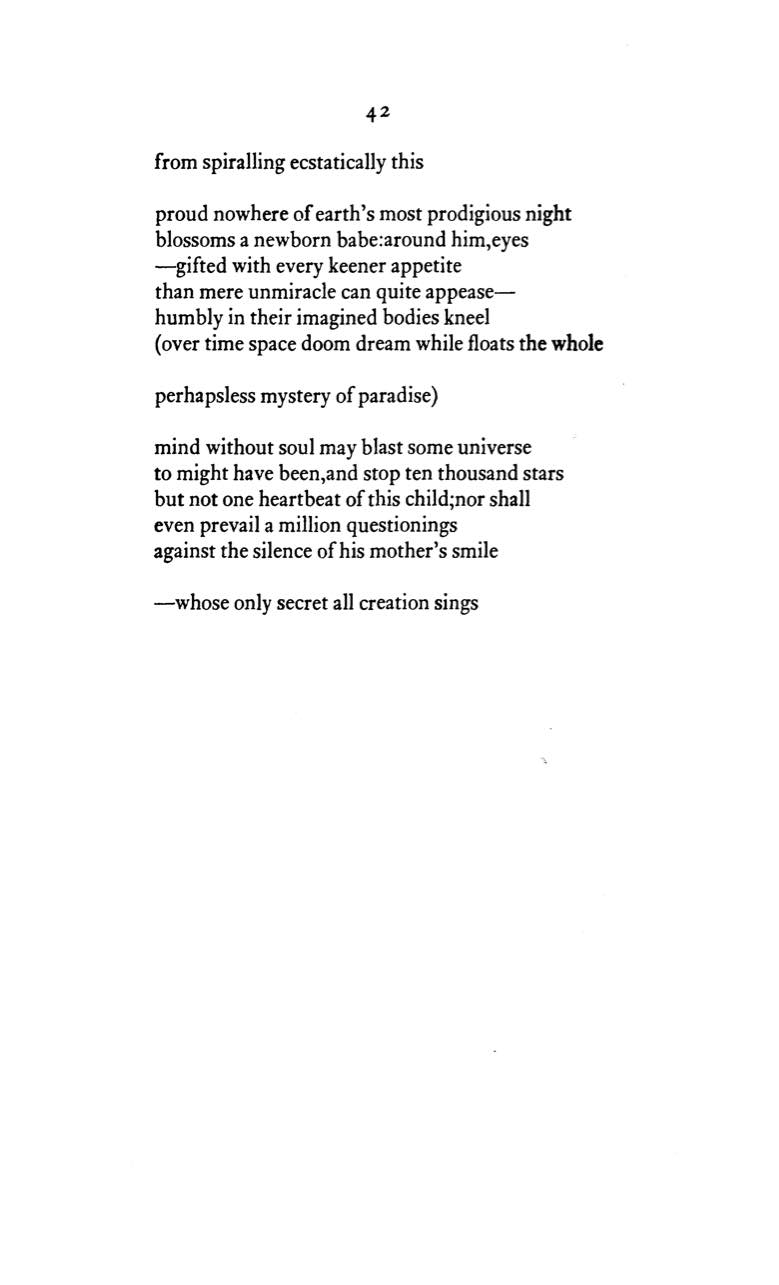 42
from spiralling ecstatically this
proud nowhere of earth's most prodigious night
blossoms a newborn babe:around him,eyes
—gifted with every keener appetite
than mere unmiracle can quite appease—
humbly in their imagined bodies kneel
(over time space doom dream while floats the whole
perhapsless mystery of paradise)
mind without soul may blast some universe
to might have been,and stop ten thousand stars
but not one heartbeat of this child;nor shall
even prevail a million questionings
against the silence of his mother's smile
—whose only secret all creation sings